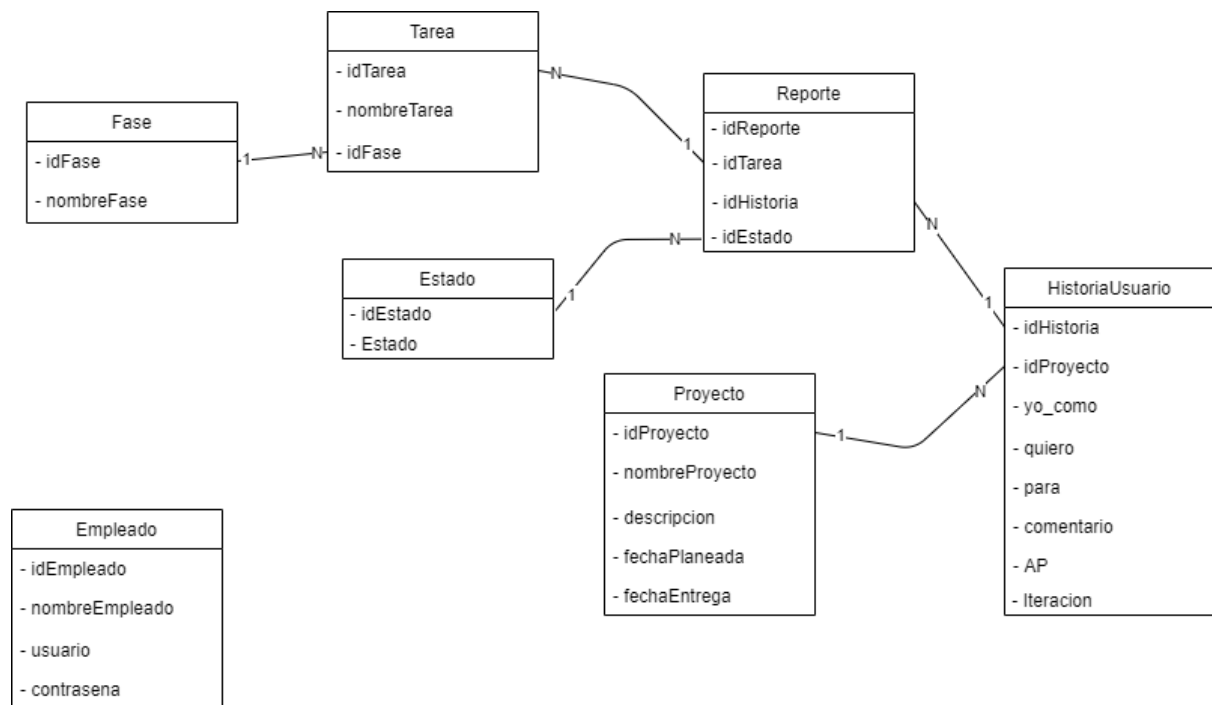 Tarea
- idTarea
- nombreTarea
- idFase
Fase
- idFase
- nombreFase
1
N
N
1
Reporte
- idReporte
- idTarea
- idHistoria
- idEstado
Estado
- idEstado
- Estado
1
N
N
1
HistoriaUsuario
- idHistoria
- idProyecto
- yo_como
- quiero
- para
- comentario
- AP
- Iteracion
Proyecto
- idProyecto
- nombreProyecto
- descripcion
- fechaPlaneada
- fechaEntrega
1
N
Empleado
- idEmpleado
- nombreEmpleado
- usuario
- contrasena